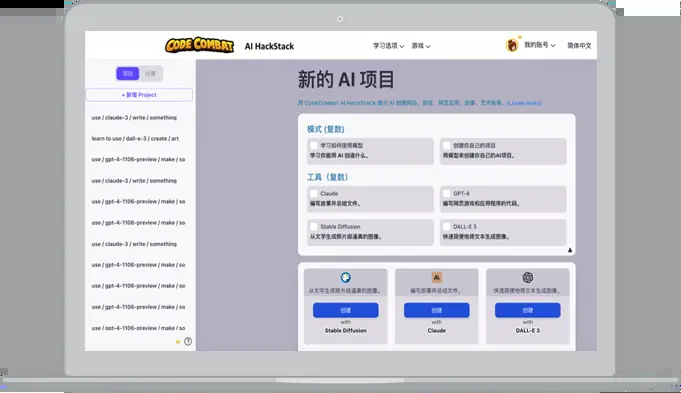 CODE COMBAT AI HackStack 学习选项 游戏 我的账号 简体中文
项目
+ 新增 Project
use / claude-3 / write / something
learn to use / dall-e-3 / create / art
use / gpt-4-1106-preview / make / so
use / claude-3 / write / something
use / gpt-4-1106-preview / make / so
use / gpt-4-1106-preview / make / so
use / claude-3 / write / something
use / gpt-4-1106-preview / make / so
use / gpt-4-1106-preview / make / so
use / gpt-4-1106-preview / make / so
use / gpt-4-1106-preview / make / so
新的 AI 项目
用 CODECOMBAT AI HACKSTACK 提示 AI 创建网站、游戏、网页应用、故事、艺术等等。(LEARN MORE)
模式 (复数)
学习如何使用模型
学习你能用 AI 创造什么。
创建你自己的项目
用模型来创建你自己的AI项目。
工具（复数）
Claude
编写故事并总结文件。
GPT-4
编写网页游戏和应用程序的代码。
Stable Diffusion
从文字生成照片级逼真的图像。
DALL-E 3
快速简便地将文本生成图像。
从文字生成照片级逼真的图像。
创建
with
Stable Diffusion
A\
编写故事并总结文件。
创建
with
Claude
快速简便地将文本生成图像。
创建
with
DALL-E 3
?